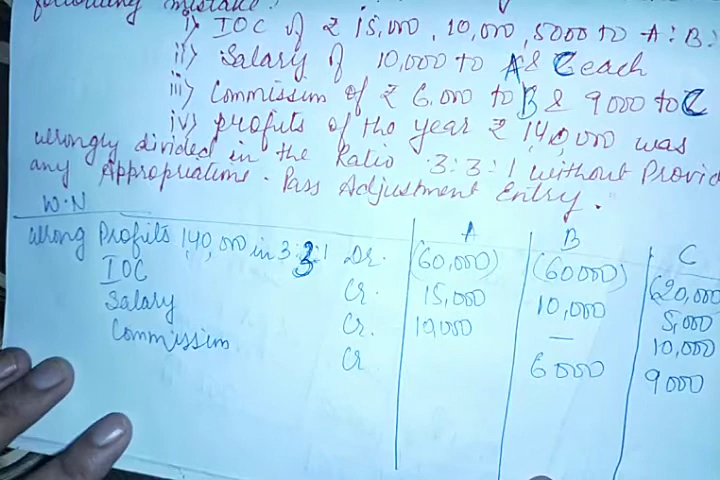 following mistake:
i) IOC of ₹ 15,000, 10,000, 5000 to A: B:
ii) Salary of 10,000 to A & C each
iii) Commission of ₹ 6,000 to B & 9000 to C
iv) Profits of the year ₹ 140,000 was
wrongly divided in the Ratio 3:3:1 without Provid
any Appropriations. Pass Adjustment Entry.
W.N
A B C
Wrong Profits 1,40,000 in 3:3:1 Dr. (60,000) (60000) (20,000
IOC Cr. 15,000 10,000 5,000
Salary Cr. 10,000 — 10,000
Commission Cr 6000 9000